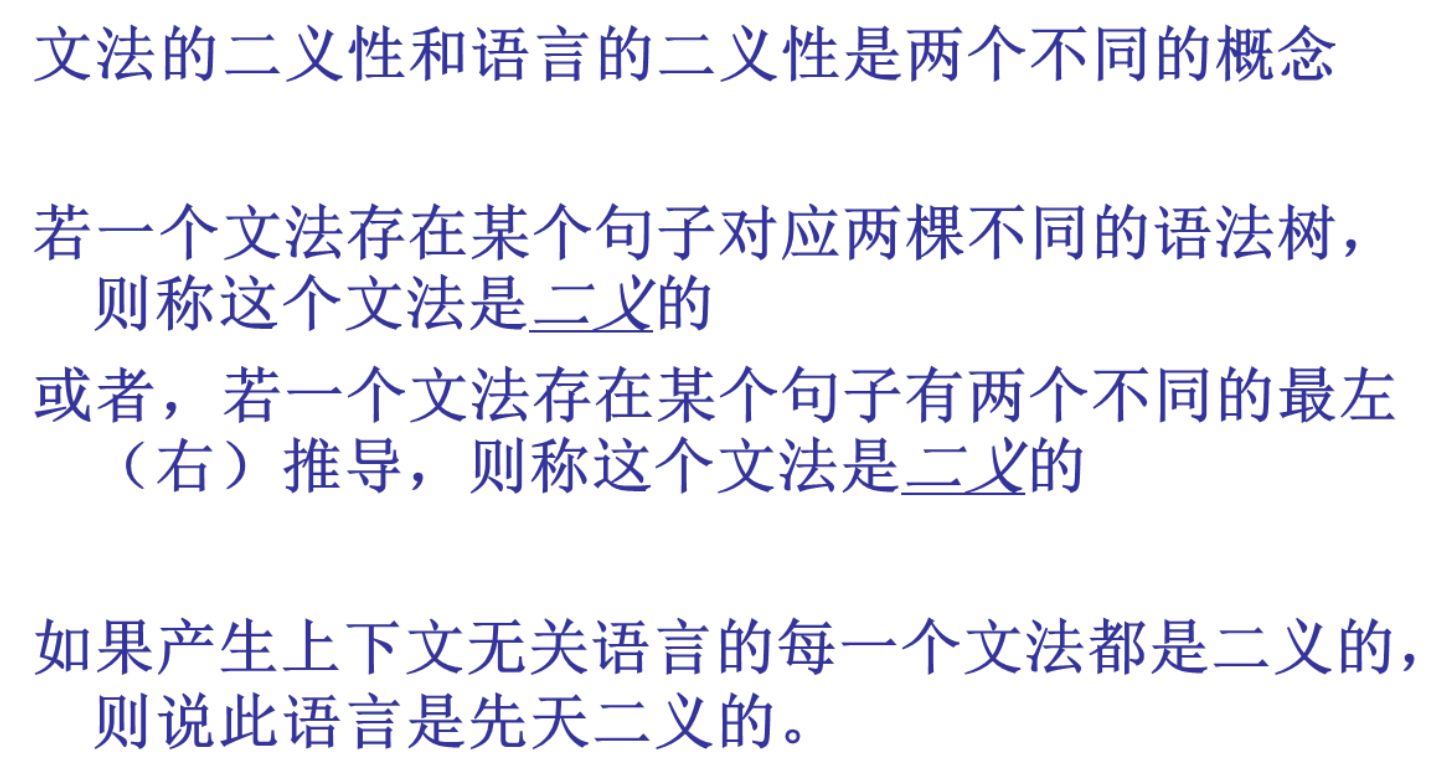 文法的二义性和语言的二义性是两个不同的概念
若一个文法存在某个句子对应两棵不同的语法树，
则称这个文法是二义的
或者，若一个文法存在某个句子有两个不同的最左
（右）推导，则称这个文法是二义的
如果产生上下文无关语言的每一个文法都是二义的，
则说此语言是先天二义的。